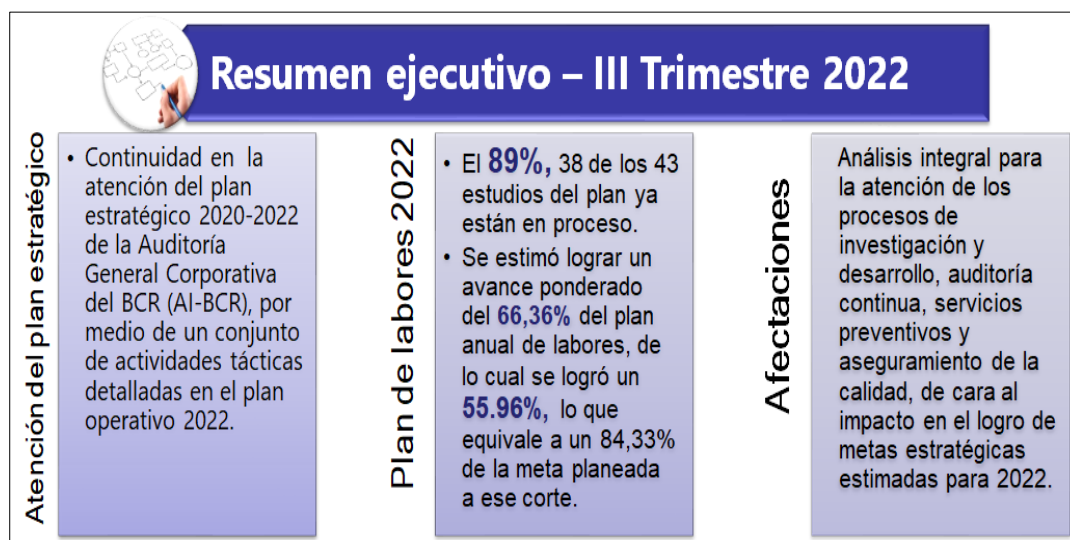 Resumen ejecutivo – III Trimestre 2022
Atención del plan estratégico
• Continuidad en la
atención del plan
estratégico 2020-2022
de la Auditoría
General Corporativa
del BCR (AI-BCR), por
medio de un conjunto
de actividades tácticas
detalladas en el plan
operativo 2022.
Plan de labores 2022
• El 89%, 38 de los 43
estudios del plan ya
están en proceso.
• Se estimó lograr un
avance ponderado
del 66,36% del plan
anual de labores, de
lo cual se logró un
55.96%, lo que
equivale a un 84,33%
de la meta planeada
a ese corte.
Afectaciones
Análisis integral para
la atención de los
procesos de
investigación y
desarrollo, auditoría
continua, servicios
preventivos y
aseguramiento de la
calidad, de cara al
impacto en el logro de
metas estratégicas
estimadas para 2022.